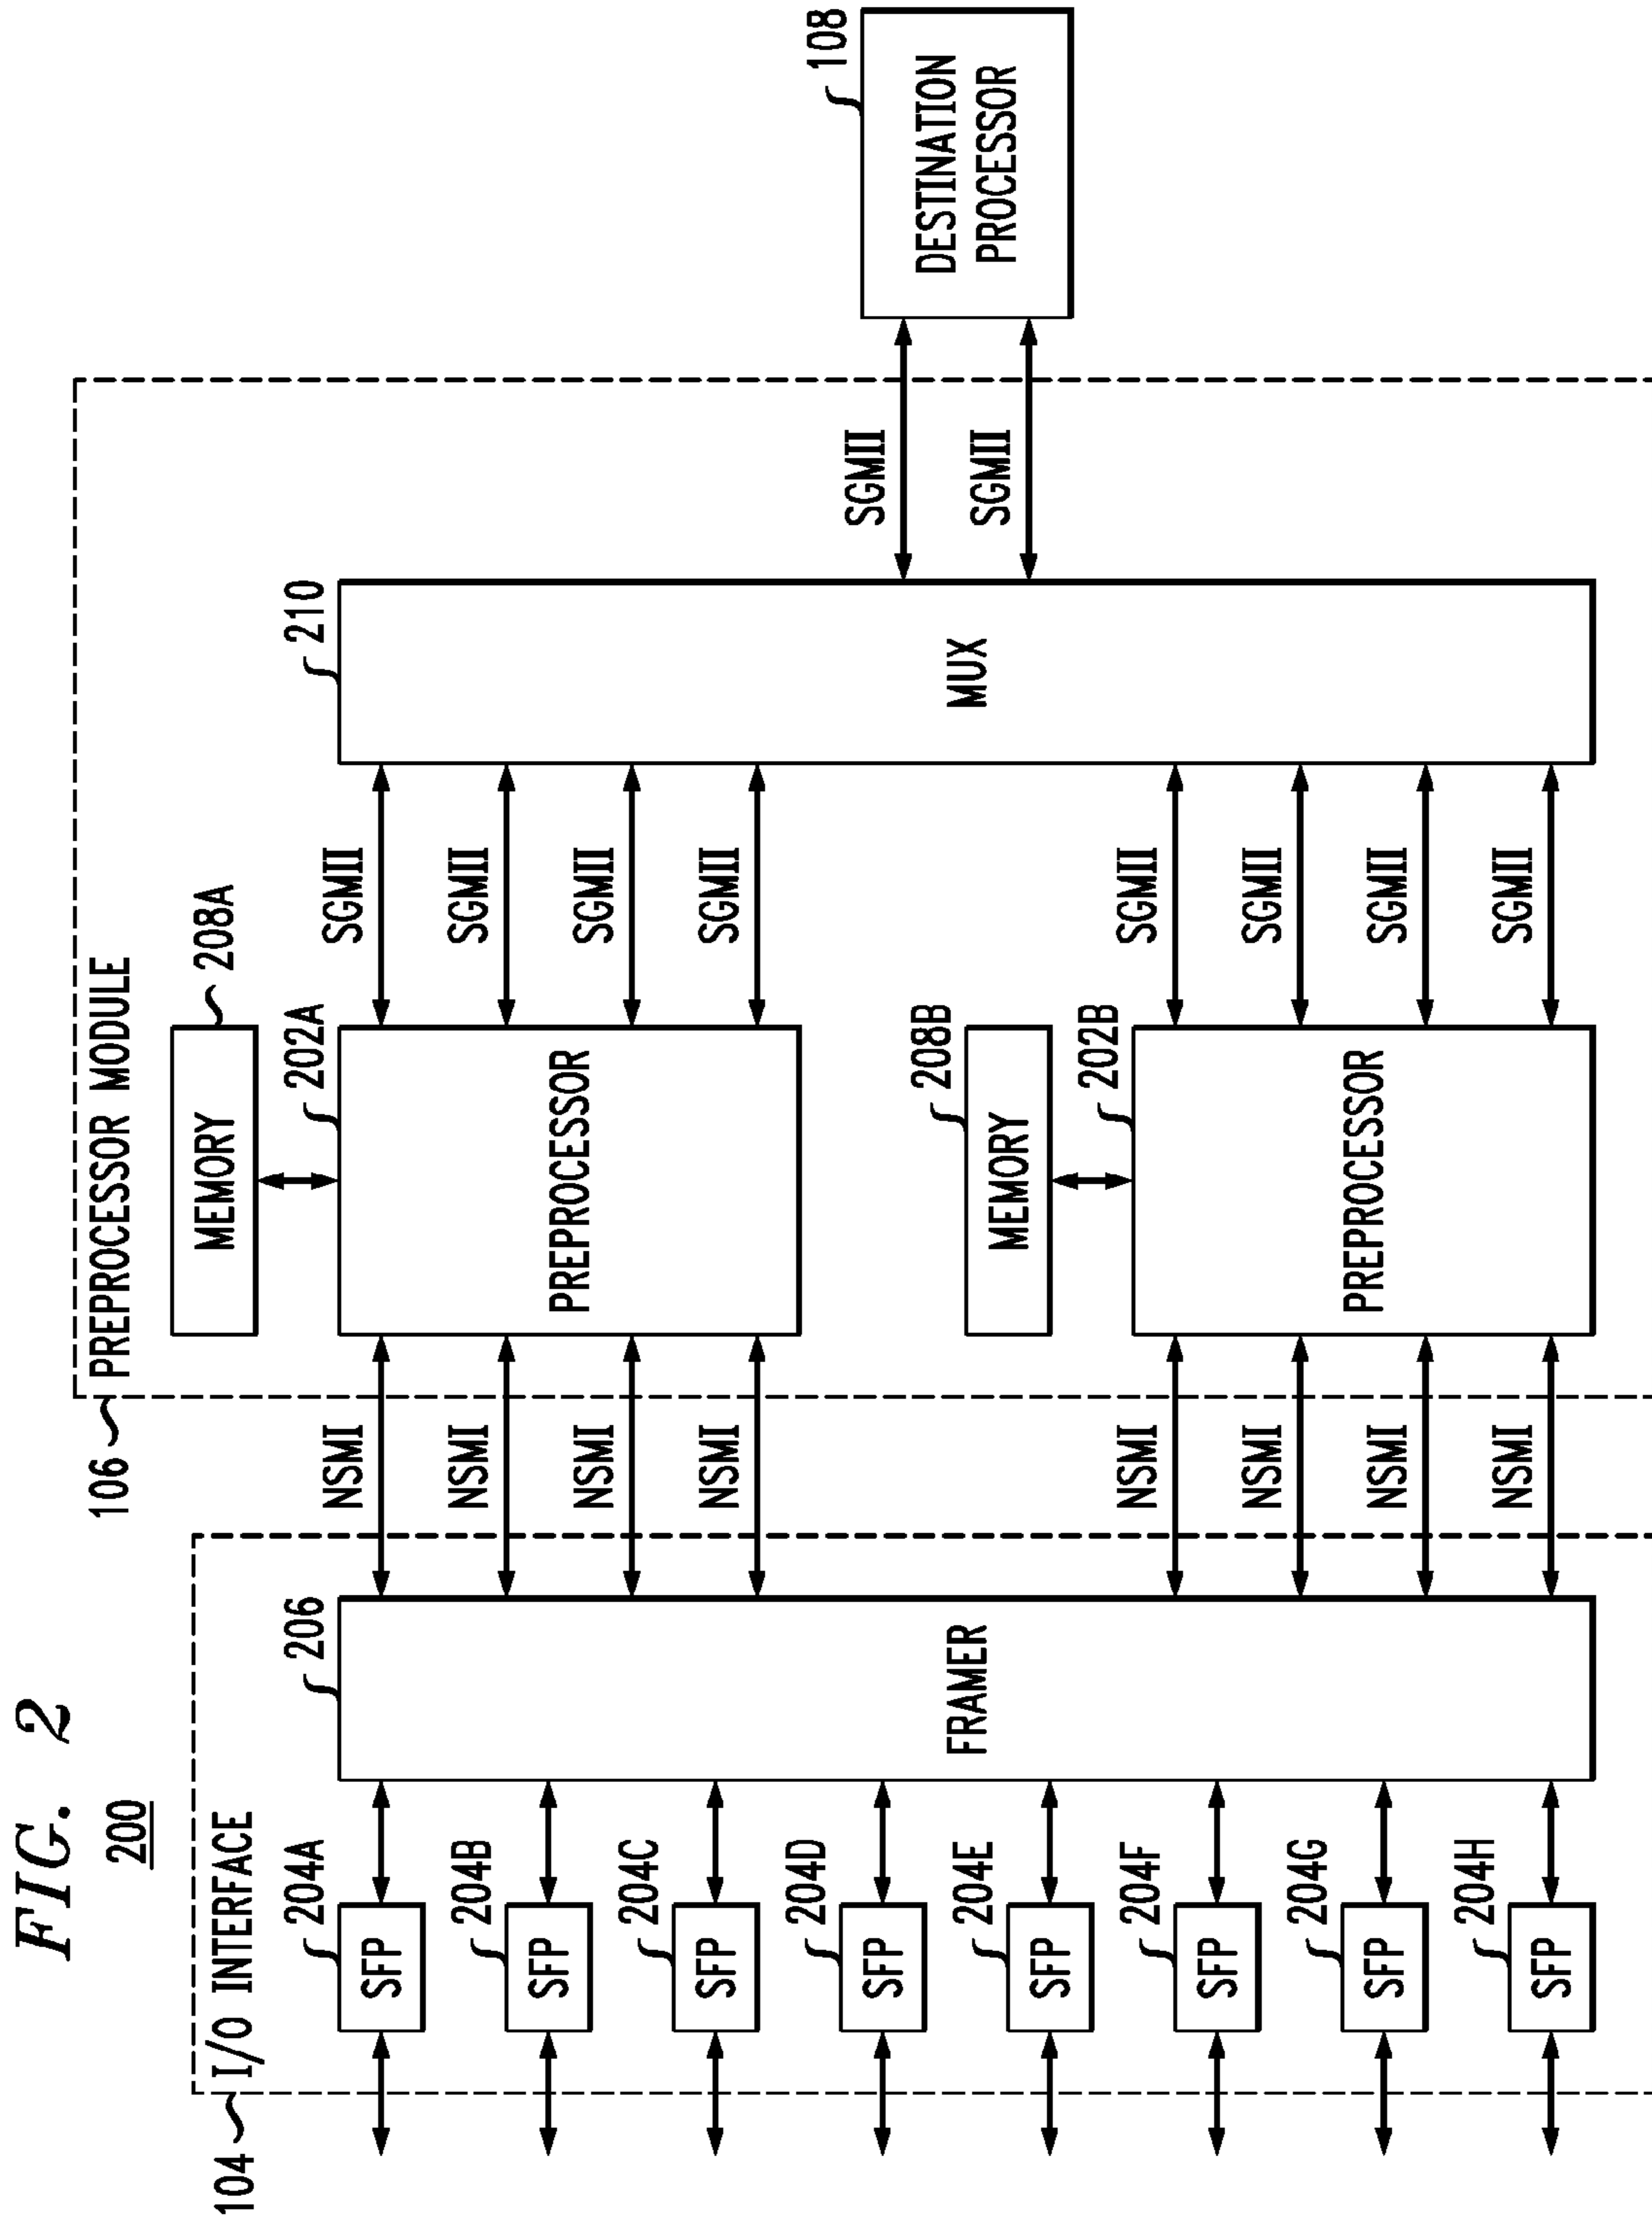 FIG. 2
200
104
I/O INTERFACE
204A
SFP
204B
SFP
204C
SFP
204D
SFP
204E
SFP
204F
SFP
204G
SFP
204H
SFP
206
FRAMER
106
PREPROCESSOR MODULE
NSMI
NSMI
NSMI
NSMI
NSMI
NSMI
NSMI
NSMI
MEMORY
208A
202A
PREPROCESSOR
MEMORY
208B
202B
PREPROCESSOR
SGMII
SGMII
SGMII
SGMII
SGMII
SGMII
SGMII
SGMII
210
MUX
SGMII
SGMII
108
DESTINATION
PROCESSOR